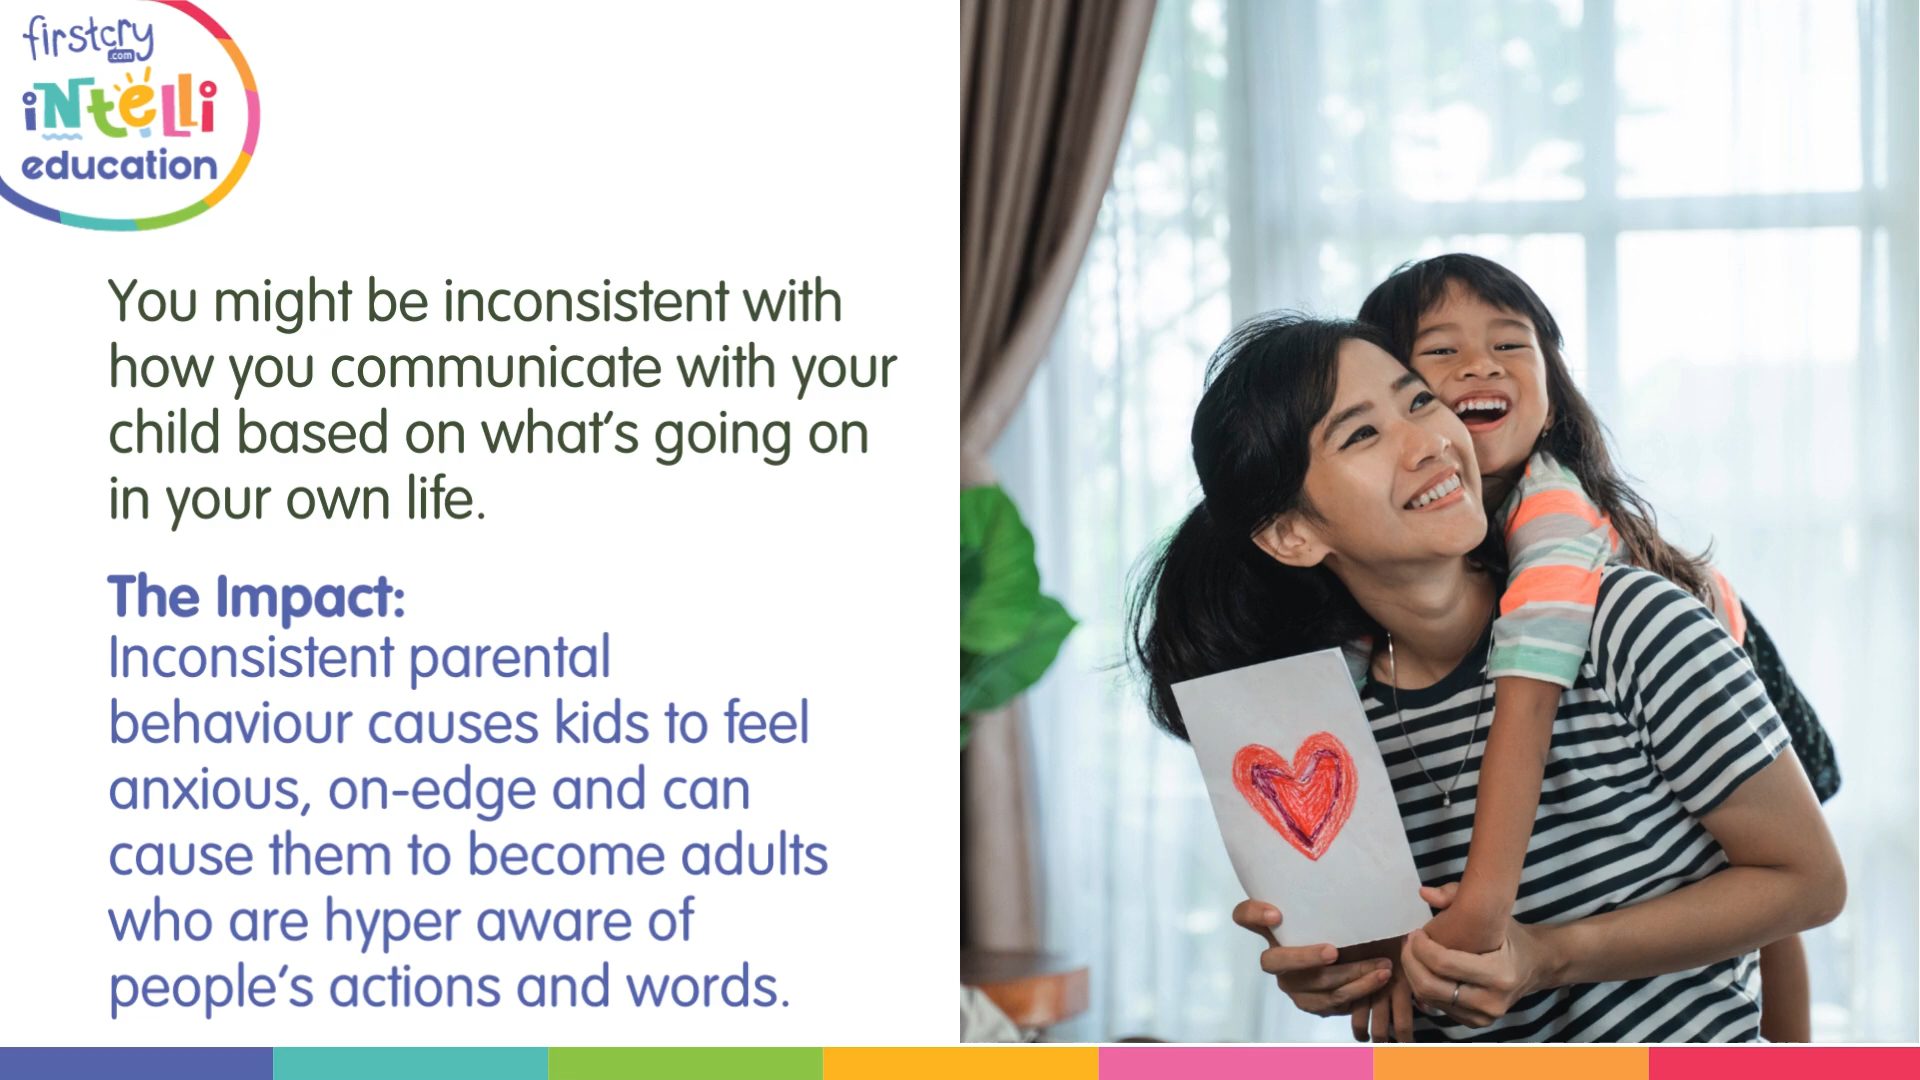 firstcry
.com
iNtelli
education
You might be inconsistent with
how you communicate with your
child based on what's going on
in your own life.
The Impact:
Inconsistent parental
behaviour causes kids to feel
anxious, on-edge and can
cause them to become adults
who are hyper aware of
people's actions and words.